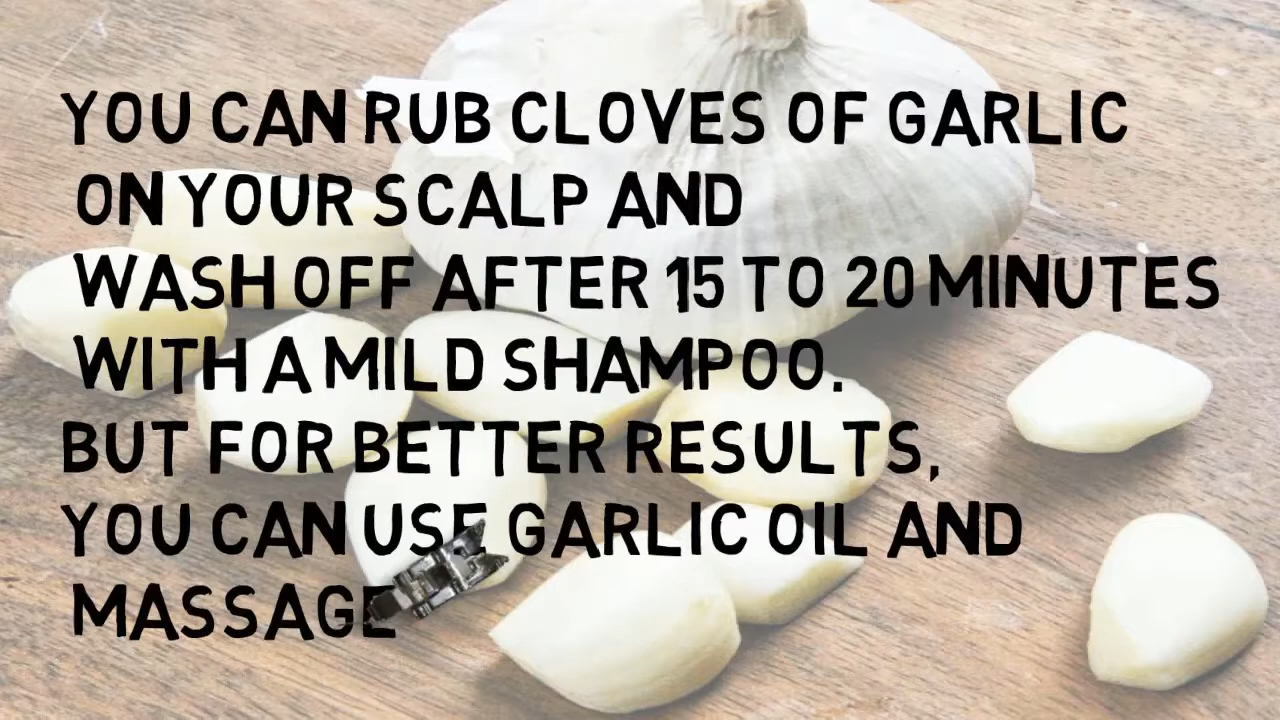 YOU CAN RUB CLOVES OF GARLIC
ON YOUR SCALP AND
WASH OFF AFTER 15 TO 20 MINUTES
WITH A MILD SHAMPOO.
BUT FOR BETTER RESULTS,
YOU CAN USE GARLIC OIL AND
MASSAGE